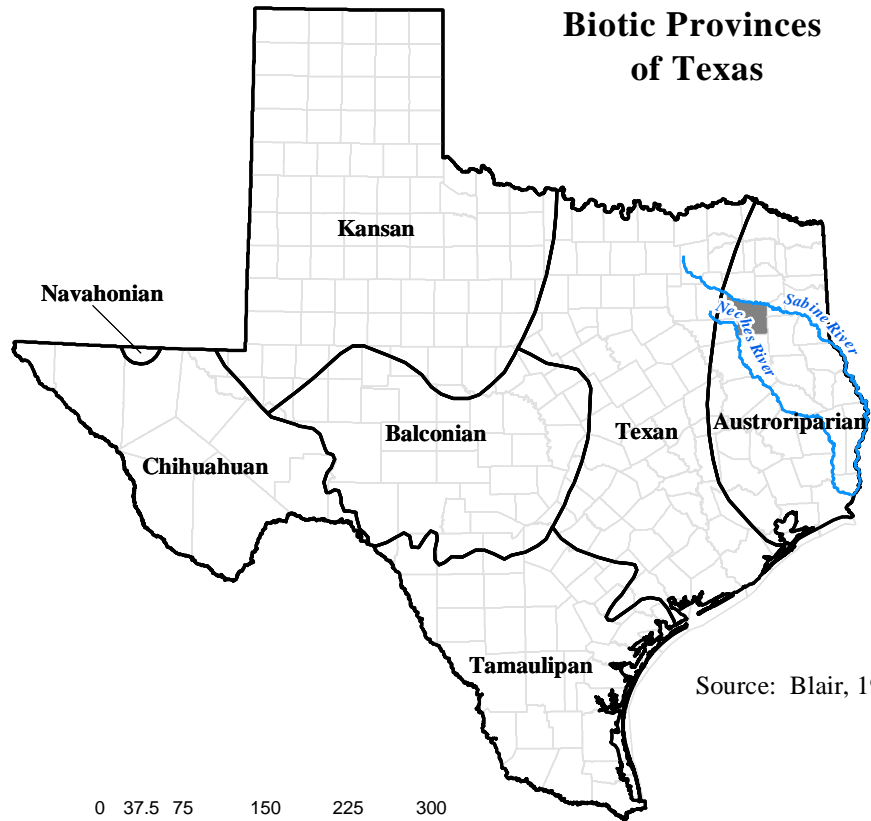 Biotic Provinces
of Texas
Kansan
Navahonian
Sabine River
Neches River
Balconian
Texan
Austroriparian
Chihuahuan
Tamaulipan
Source: Blair,
0 37.5 75 150 225 300